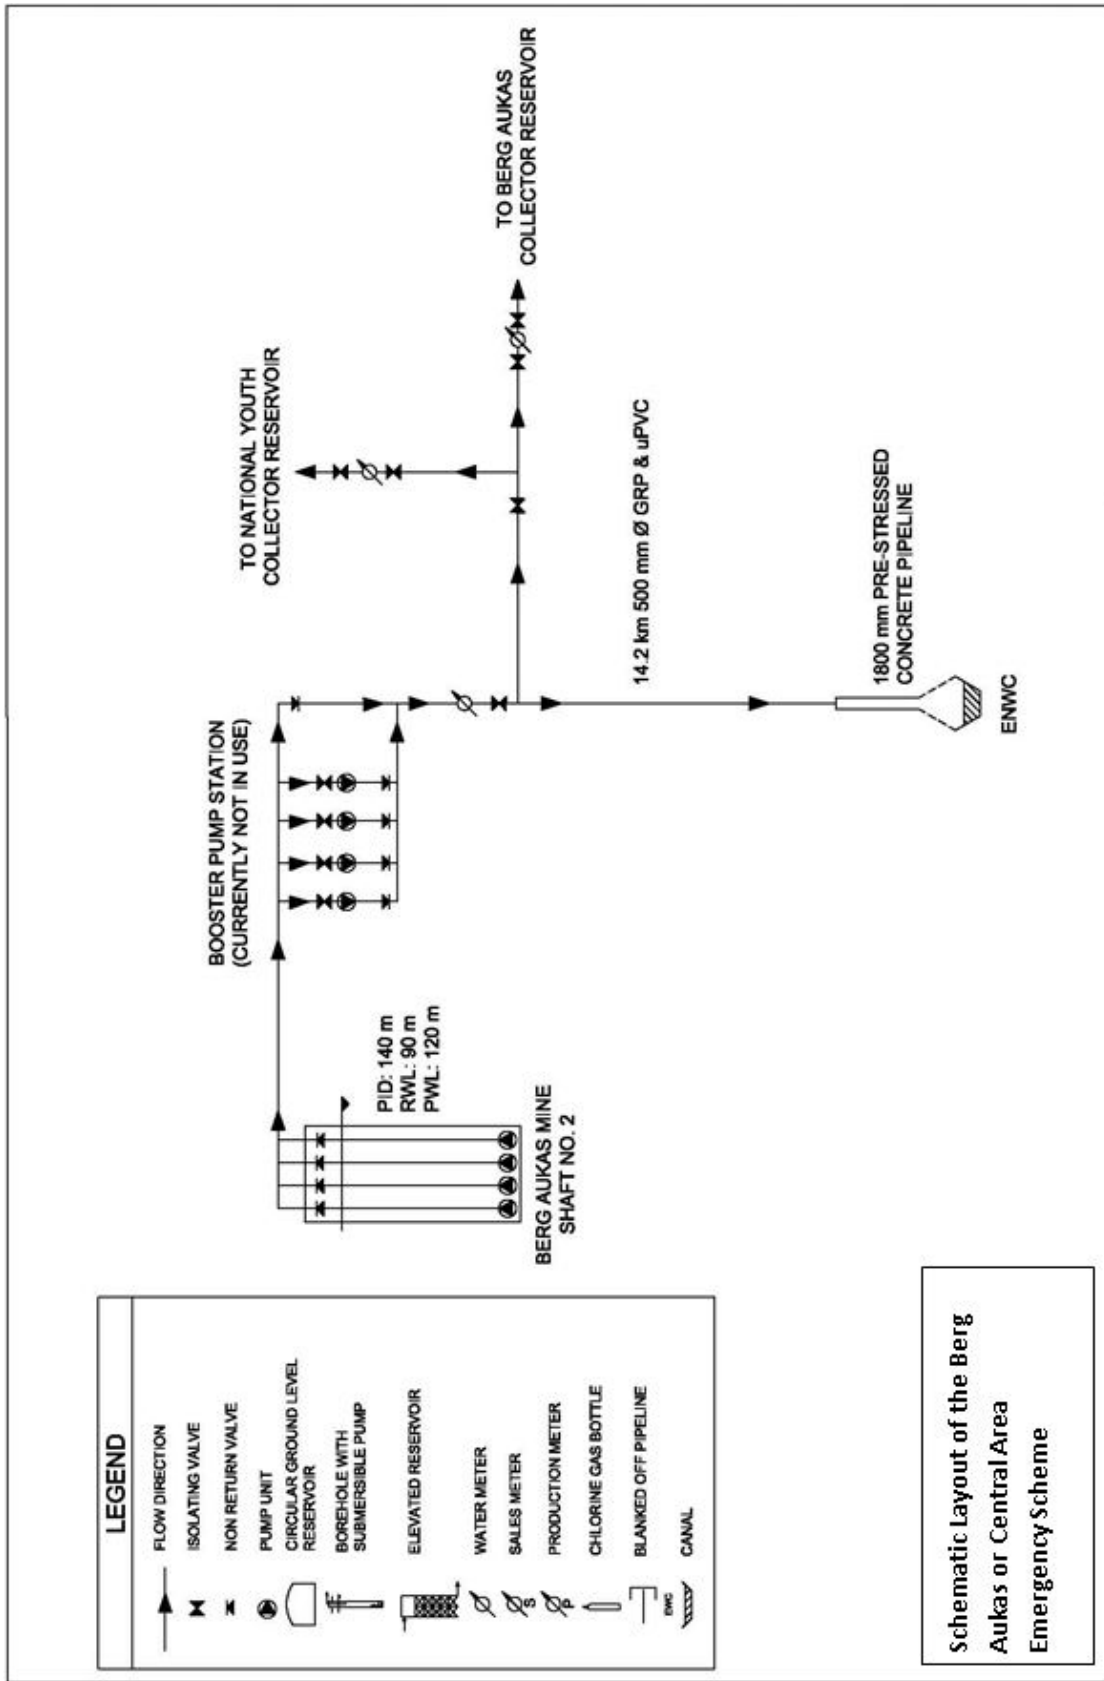 TO NATIONAL YOUTH
COLLECTOR RESERVOIR
TO BERG AUKAS
COLLECTOR RESERVOIR
BOOSTER PUMP STATION
(CURRENTLY NOT IN USE)
14.2 km 500 mm Ø GRP & uPVC
1800 mm PRE-STRESSED
CONCRETE PIPELINE
ENWC
PID: 140 m
RWL: 90 m
PWL: 120 m
BERG AUKAS MINE
SHAFT NO. 2
LEGEND
FLOW DIRECTION
ISOLATING VALVE
NON RETURN VALVE
PUMP UNIT
CIRCULAR GROUND LEVEL
RESERVOIR
BOREHOLE WITH
SUBMERSIBLE PUMP
ELEVATED RESERVOIR
WATER METER
S
SALES METER
P
PRODUCTION METER
CHLORINE GAS BOTTLE
BLANKED OFF PIPELINE
EWC
CANAL
Schematic Layout of the Berg
Aukas or Central Area
Emergency Scheme